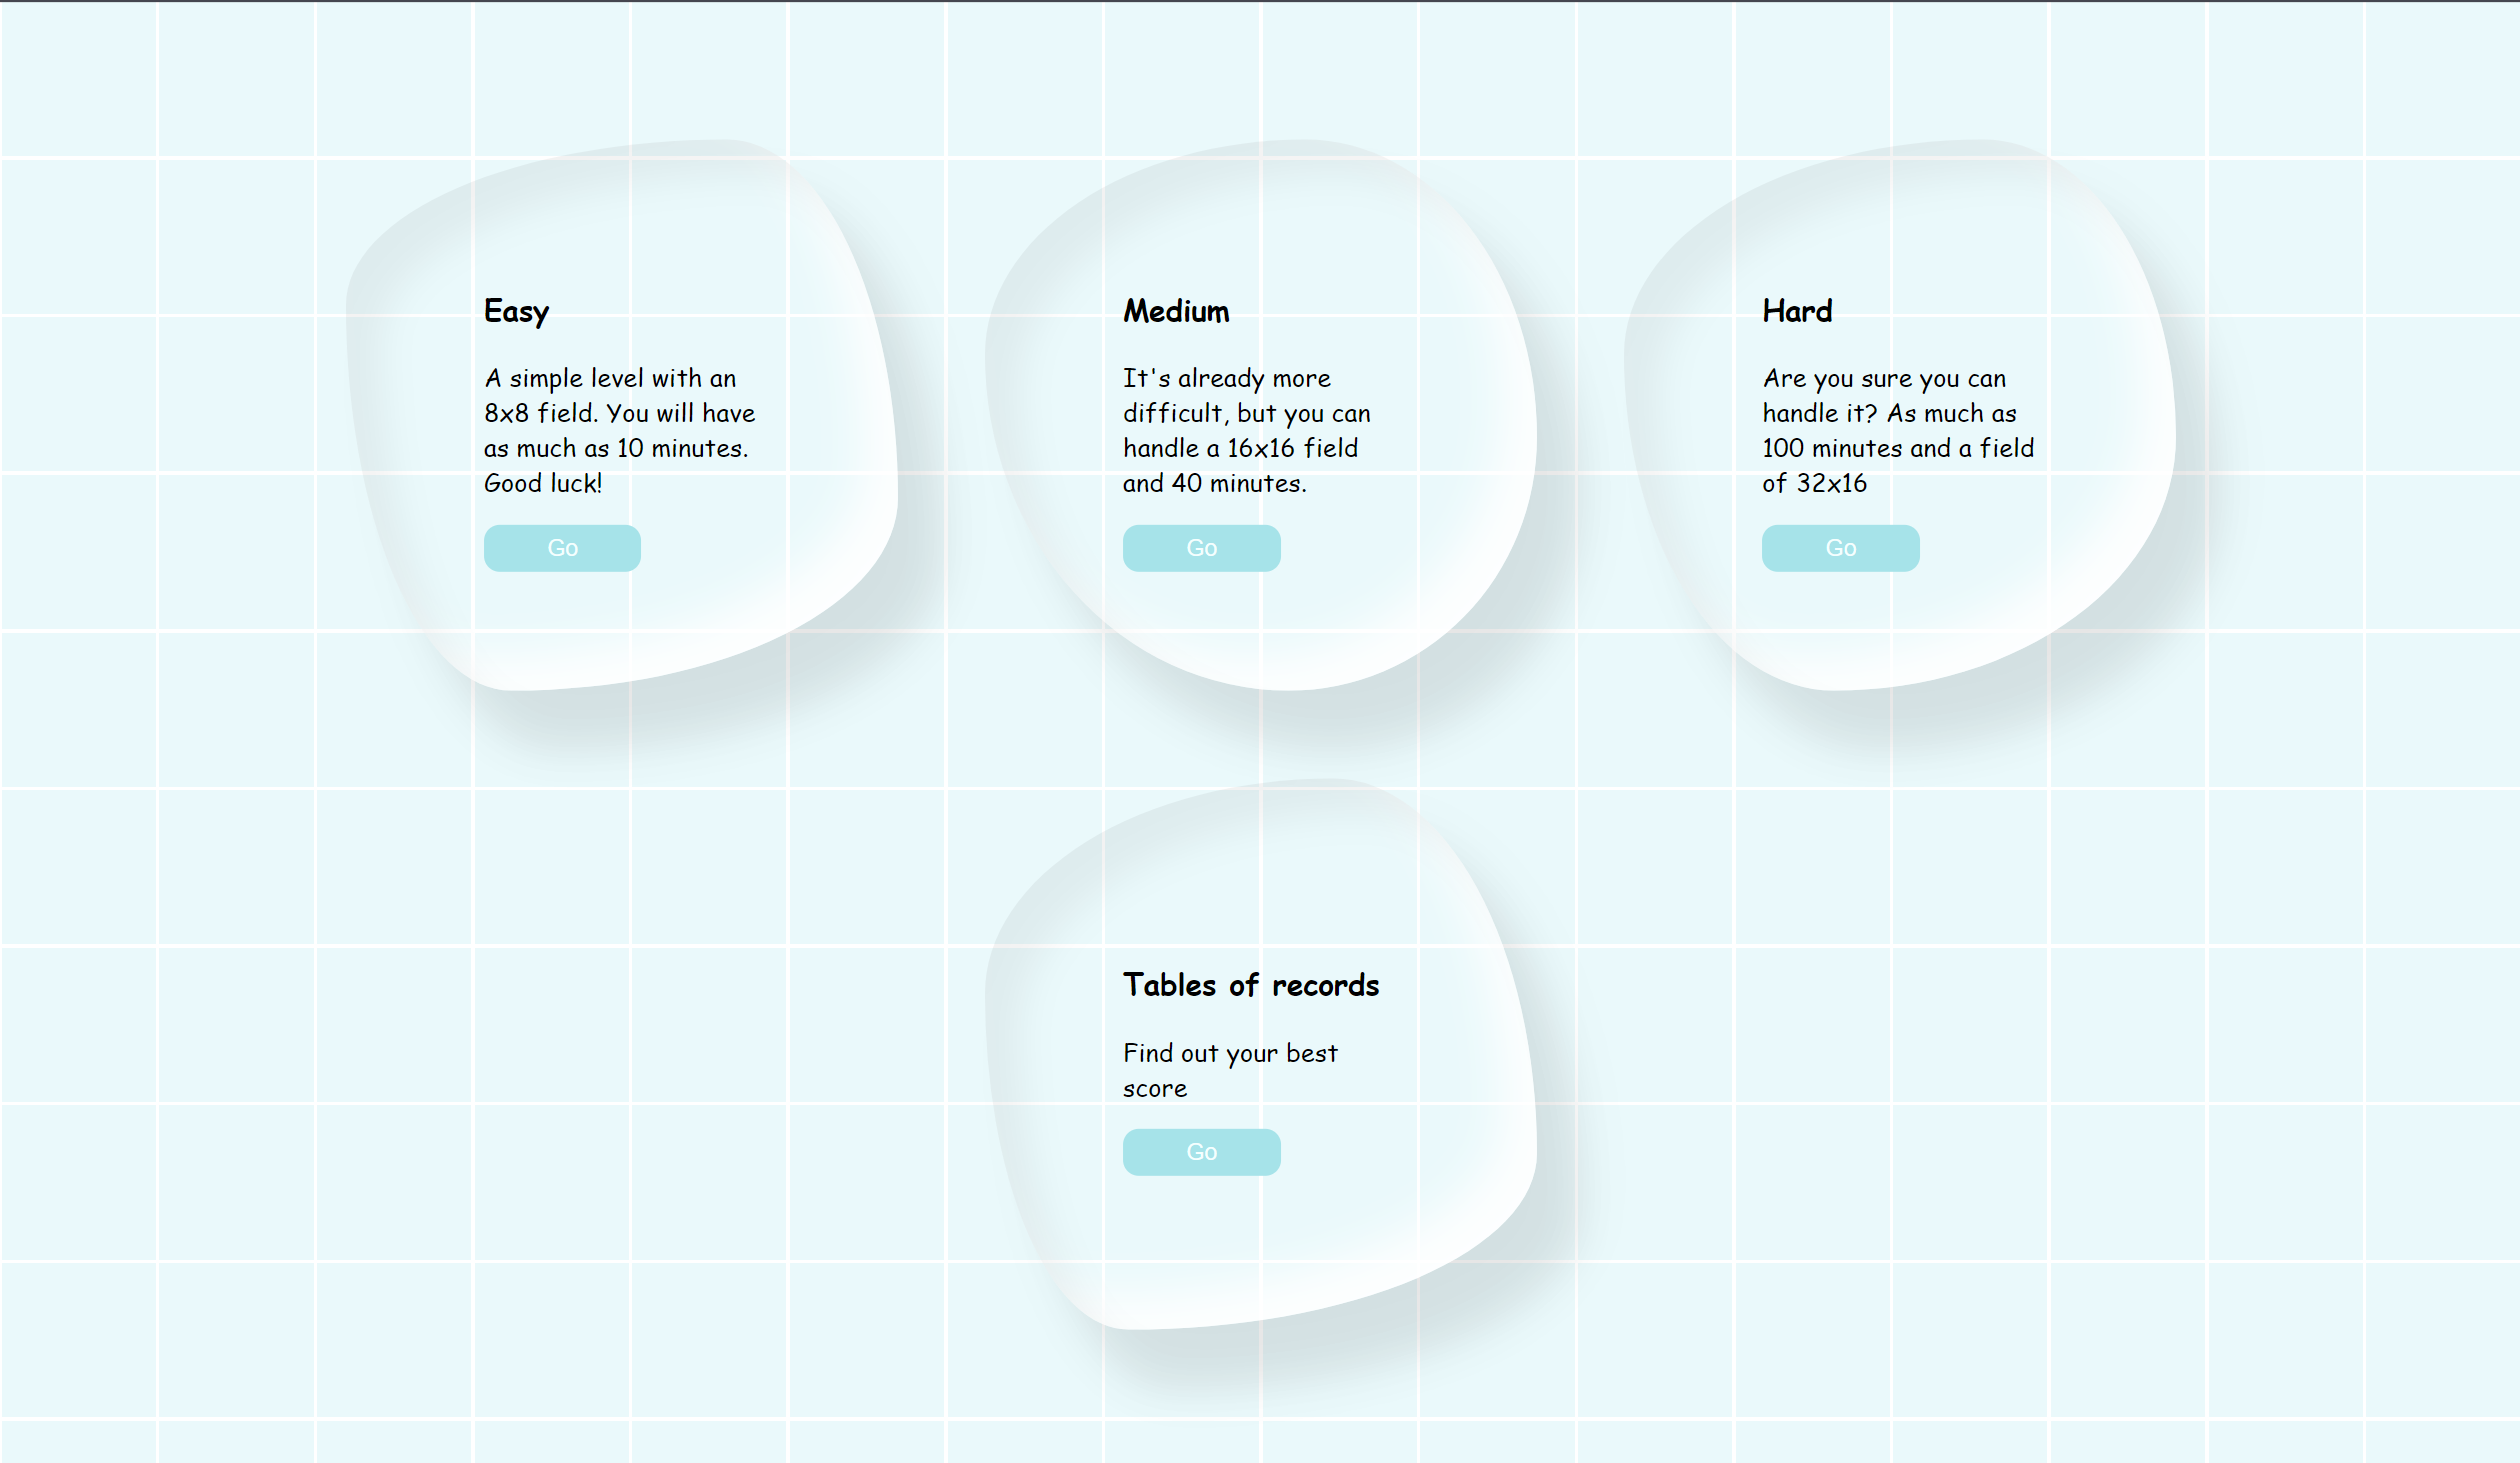 Easy
A simple level with an
8x8 field. You will have
as much as 10 minutes.
Good luck!
Go
Medium
It's already more
difficult, but you can
handle a 16x16 field
and 40 minutes.
Go
Hard
Are you sure you can
handle it? As much as
100 minutes and a field
of 32x16
Go
Tables of records
Find out your best
score
Go